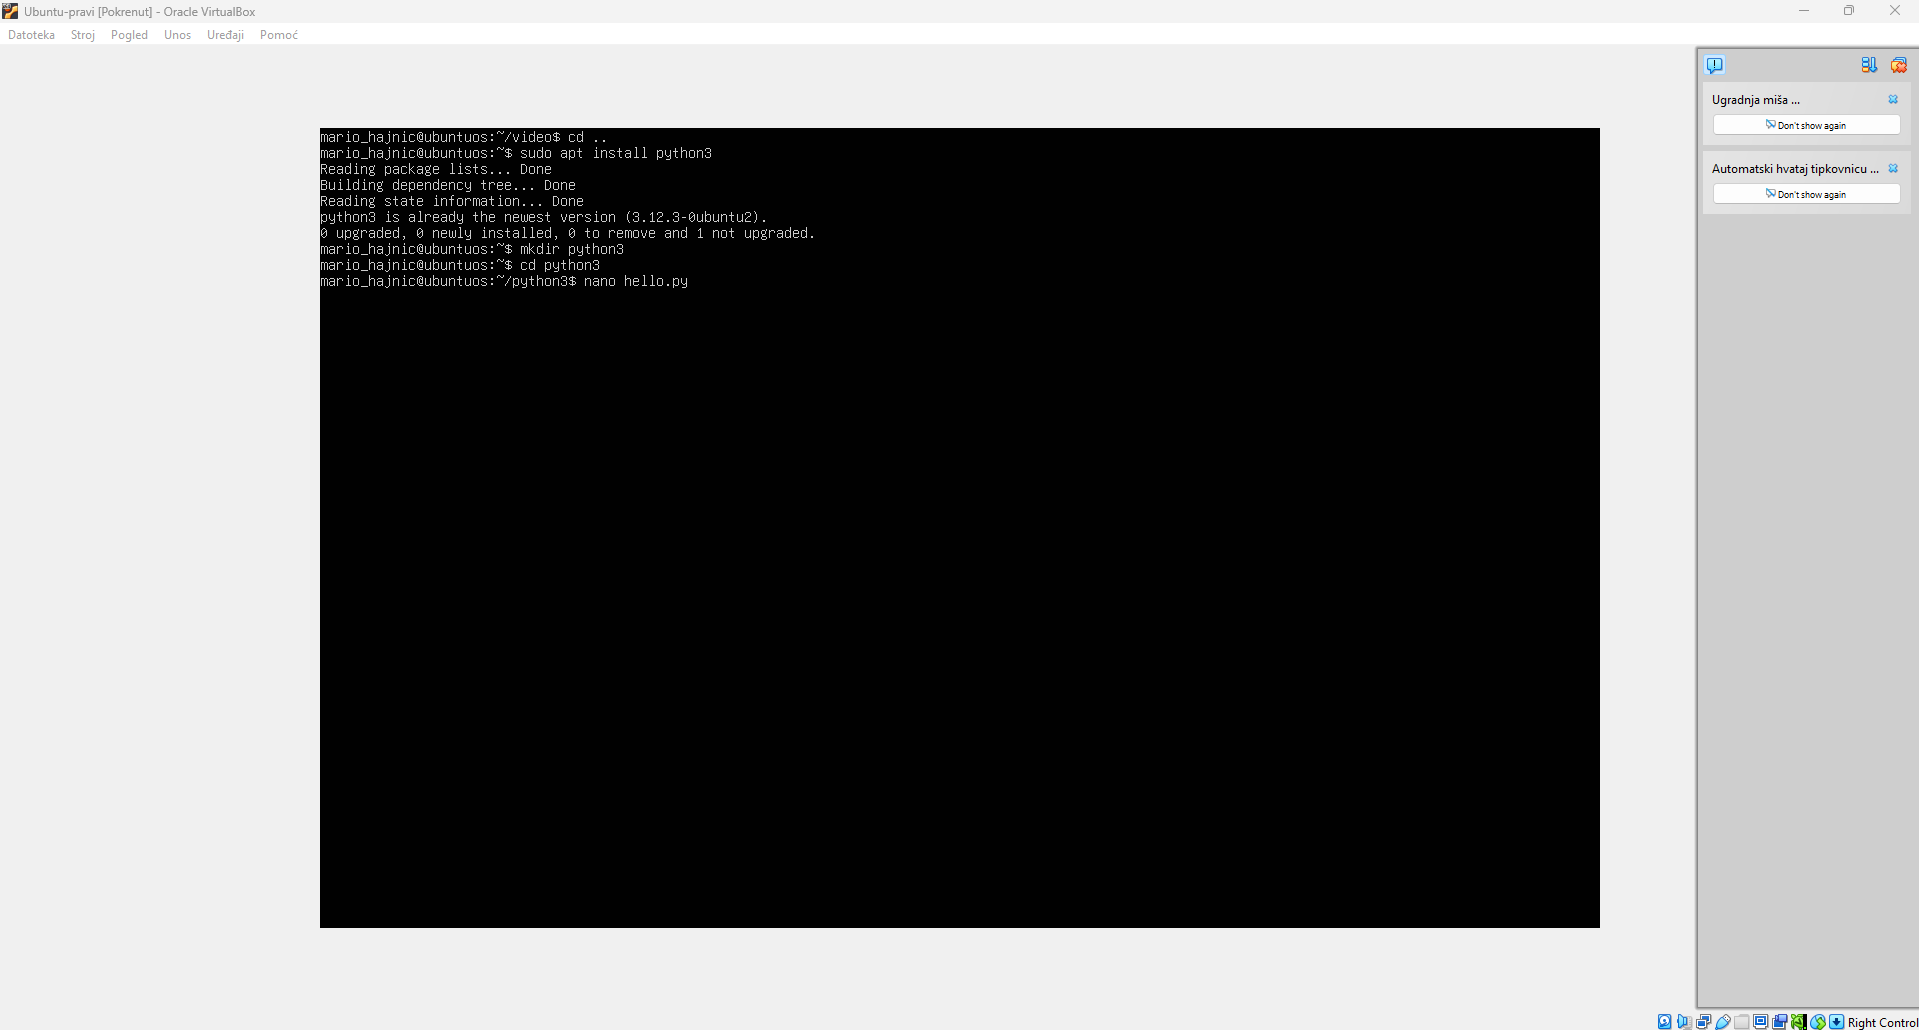 Ubuntu-pravi [Pokrenut] - Oracle VirtualBox
Datoteka Stroj Pogled Unos Uređaji Pomoć
mario_hajnic@ubuntuos:~/video$ cd ..
mario_hajnic@ubuntuos:~$ sudo apt install python3
Reading package lists... Done
Building dependency tree... Done
Reading state information... Done
python3 is already the newest version (3.12.3-0ubuntu2).
0 upgraded, 0 newly installed, 0 to remove and 1 not upgraded.
mario_hajnic@ubuntuos:~$ mkdir python3
mario_hajnic@ubuntuos:~$ cd python3
mario_hajnic@ubuntuos:~/python3$ nano hello.py
Ugradnja miša ...
Don't show again
Automatski hvataj tipkovnicu ...
Don't show again
Right Control